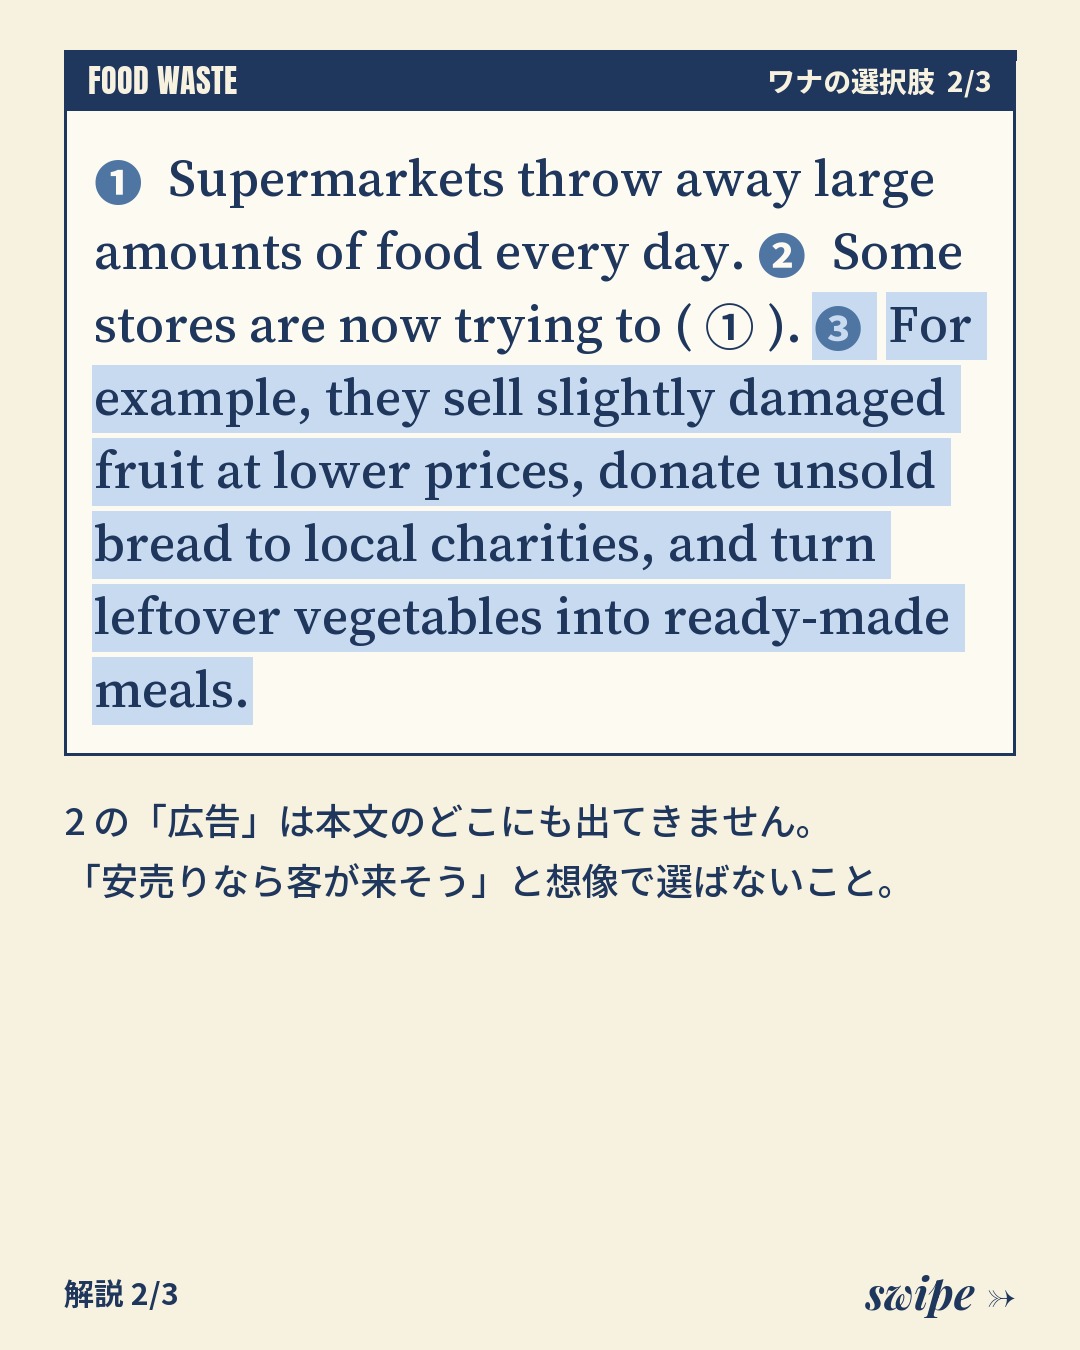 FOOD WASTE
ワナの選択肢 2/3
❶ Supermarkets throw away large
amounts of food every day. ❷ Some
stores are now trying to ( ① ). ❸ For
example, they sell slightly damaged
fruit at lower prices, donate unsold
bread to local charities, and turn
leftover vegetables into ready-made
meals.
2 の「広告」は本文のどこにも出てきません。
「安売りなら客が来そう」と想像で選ばないこと。
解説 2/3
swipe